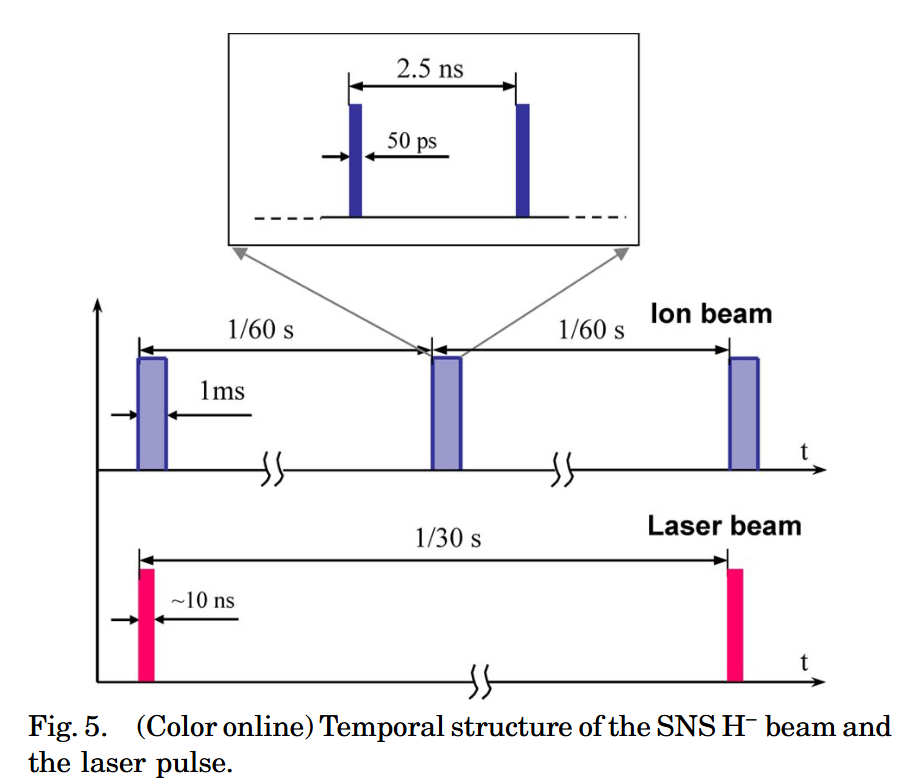 2.5 ns
50 ps
Ion beam
1/60 s
1/60 s
1ms
t
Laser beam
1/30 s
~10 ns
t
Fig. 5. (Color online) Temporal structure of the SNS H⁻ beam and
the laser pulse.